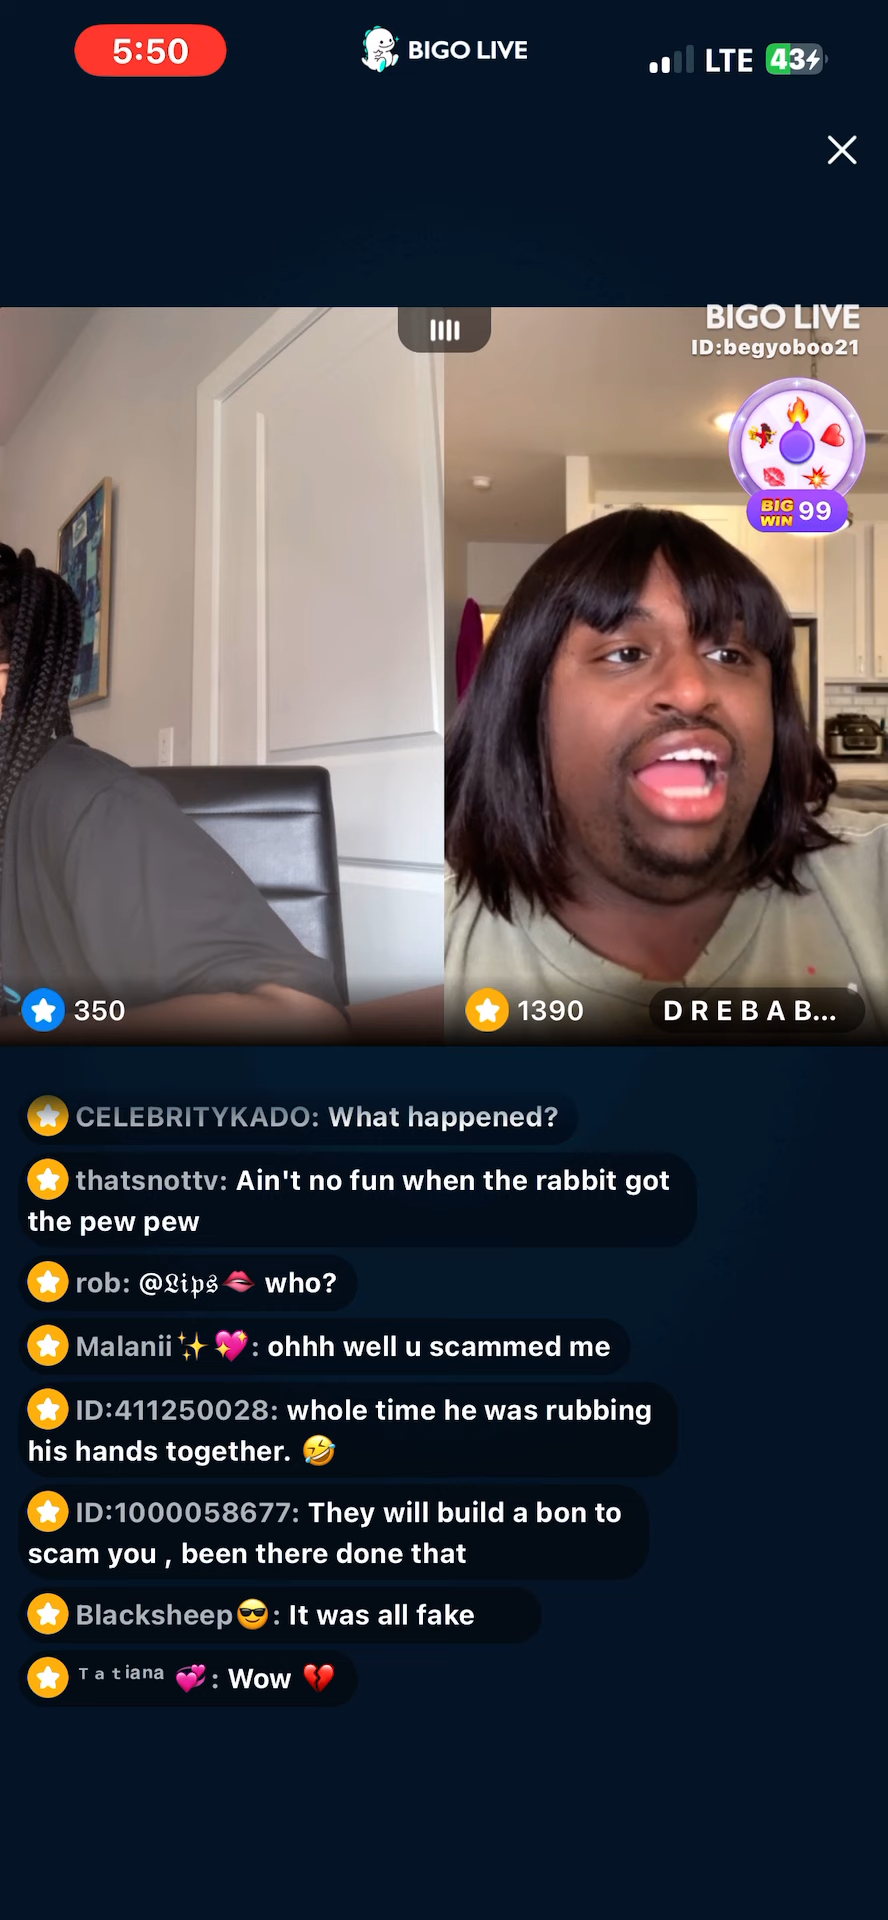 5:50
BIGO LIVE
LTE
43
BIGO LIVE
ID:begyoboo21
BIG
WIN 99
350
1390
D R E B A B...
CELEBRITYKADO: What happened?
thatsnottv: Ain't no fun when the rabbit got
the pew pew
rob: @𝔏𝔦𝔭𝔰👄 who?
Malanii✨💖: ohhh well u scammed me
ID:411250028: whole time he was rubbing
his hands together. 🤣
ID:1000058677: They will build a bon to
scam you , been there done that
Blacksheep😎: It was all fake
ᵀ ᵃ ᵗ ⁱᵃⁿᵃ 💞: Wow 💔